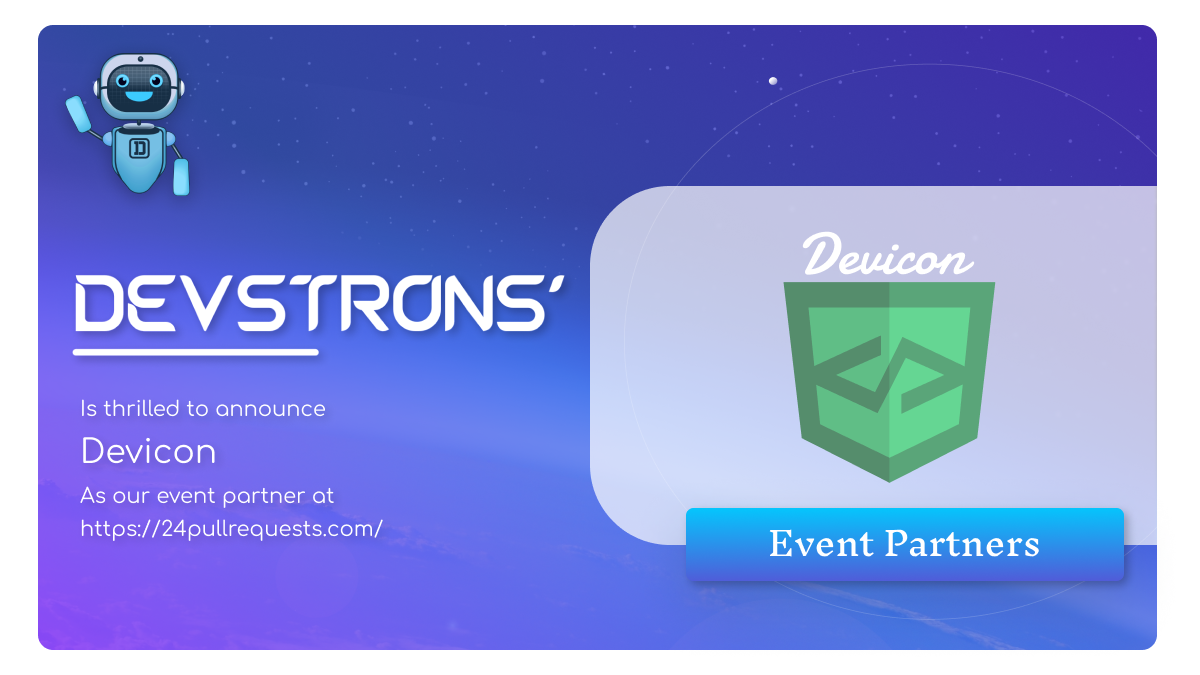 D
DEVSTRONS’
Is thrilled to announce
Devicon
As our event partner at
https://24pullrequests.com/
Devicon
Event Partners